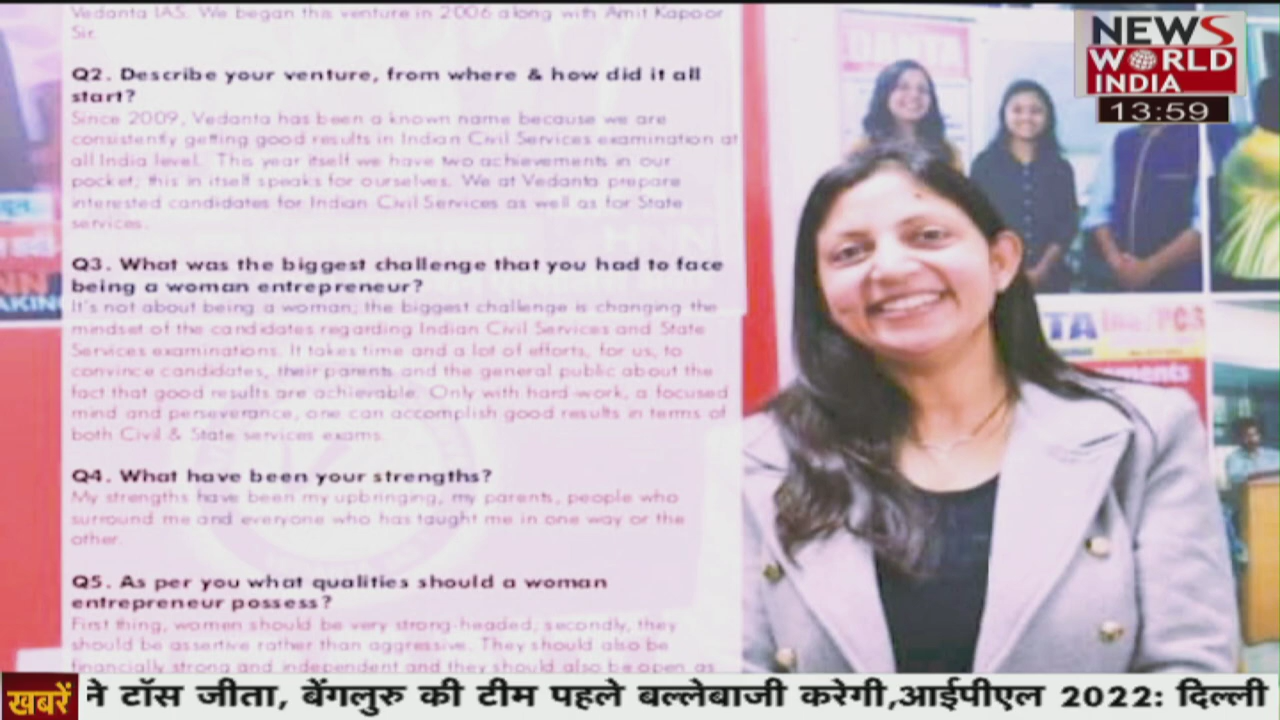 Vedanta IAS. We began this venture in 2006 along with Amit Kapoor
Sir.
Q2. Describe your venture, from where & how did it all
start?
Since 2009, Vedanta has been a known because we are
consistently getting good results in Indian Civil Services examination at
all India level. This year itself we have two achievements in our
pocket; this in itself speaks for ourselves. We at Vedanta prepare
interested candidates for Indian Civil Services as well as for State
services.
Q3. What was the biggest challenge that you had to face
being a woman entrepreneur?
It's not about being a woman; the biggest challenge is changing the
mindset of the candidates regarding Indian Civil Services and State
Services examinations. It takes time and a lot of efforts, for us, to
convince candidates, their parents and the general public about the
fact that good results are achievable. Only with hard-work, a focused
mind and perseverance, one can accomplish good results in terms of
both Civil & State services exams.
Q4. What have been your strengths?
My strengths have been my upbringing, my parents, people who
surround me and everyone who has taught me in one way or the
other.
Q5. As per you what qualities should a woman
entrepreneur possess?
First thing, women should be very strong-headed; secondly, they
should be assertive rather than aggressive. They should also be
financially strong and independent and they should also be open as
NEWS
WORLD
INDIA
13:59
HNN
खबरें
ने टॉस जीता, बेंगलुरु की टीम पहले बल्लेबाजी करेगी,आईपीएल 2022: दिल्ली